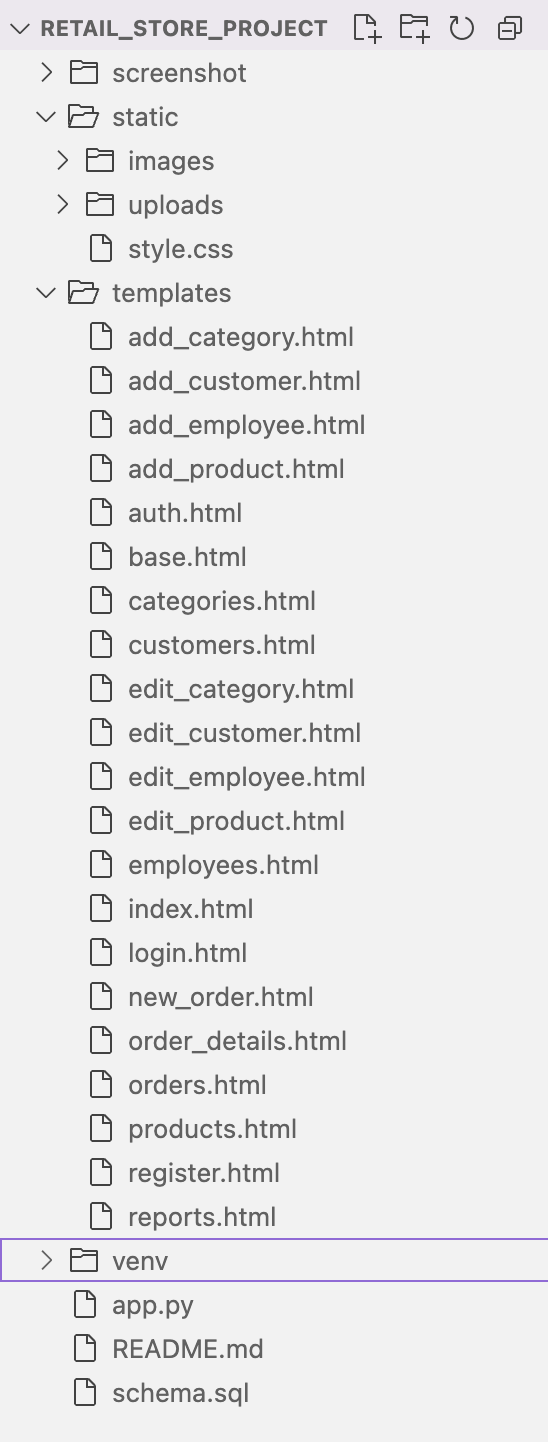 RETAIL_STORE_PROJECT
screenshot
static
images
uploads
style.css
templates
add_category.html
add_customer.html
add_employee.html
add_product.html
auth.html
base.html
categories.html
customers.html
edit_category.html
edit_customer.html
edit_employee.html
edit_product.html
employees.html
index.html
login.html
new_order.html
order_details.html
orders.html
products.html
register.html
reports.html
venv
app.py
README.md
schema.sql